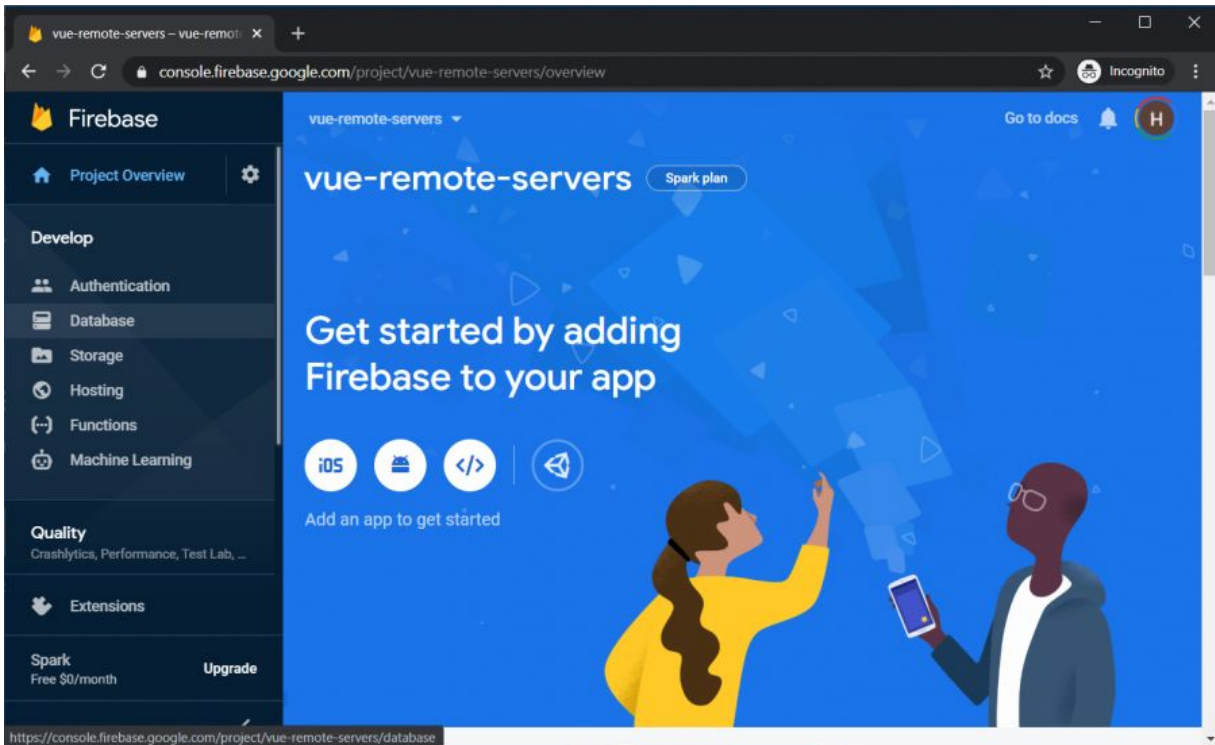 vue-remote-servers – vue-remot
console.firebase.google.com/project/vue-remote-servers/overview
Incognito
Firebase
vue-remote-servers
Go to docs
H
Project Overview
vue-remote-servers
Spark plan
Develop
Authentication
Database
Storage
Hosting
Functions
Machine Learning
Get started by adding
Firebase to your app
iOS
</>
Add an app to get started
Quality
Crashlytics, Performance, Test Lab, ...
Extensions
Spark
Free $0/month
Upgrade
https://console.firebase.google.com/project/vue-remote-servers/database